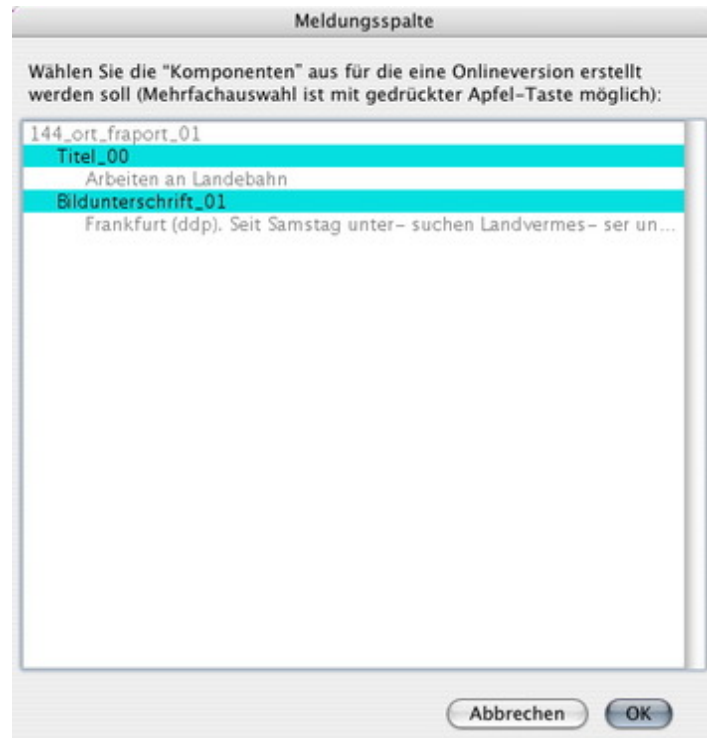 Meldungsspalte
Wählen Sie die "Komponenten" aus für die eine Onlineversion erstellt
werden soll (Mehrfachauswahl ist mit gedrückter Apfel-Taste möglich):
144_ort_fraport_01
Titel_00
Arbeiten an Landebahn
Bildunterschrift_01
Frankfurt (ddp). Seit Samstag unter- suchen Landvermes- ser un...
Abbrechen
OK